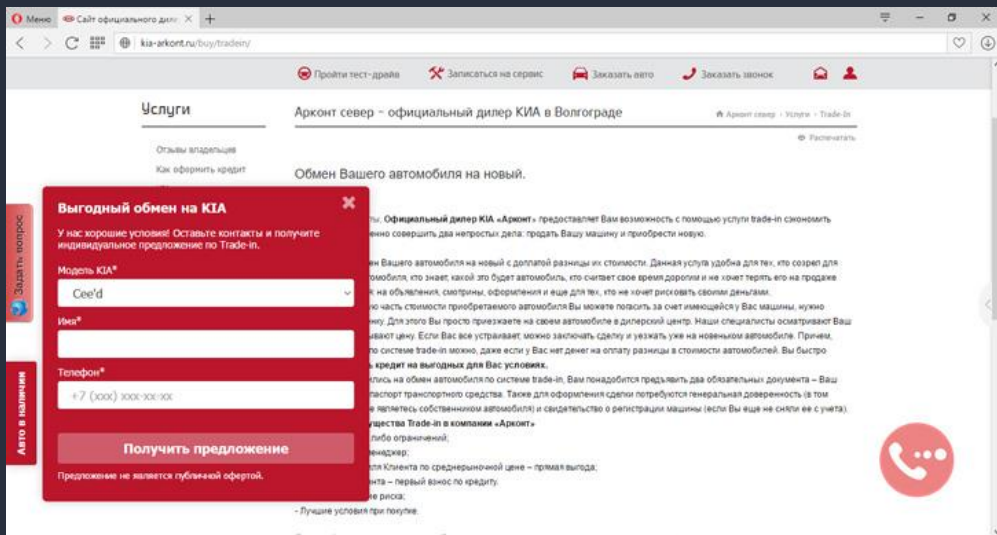 Меню
Сайт официального диле
kia-arkont.ru/buy/tradein/
Пройти тест-драйв
Записаться на сервис
Заказать авто
Заказать звонок
Услуги
Отзывы владельцев
Как оформить кредит
Арконт север – официальный дилер КИА в Волгограде
Арконт север › Услуги › Trade-In
Распечатать
Обмен Вашего автомобиля на новый.
Официальный дилер KIA «Арконт» предоставляет Вам возможность с помощью услуги trade-in сэкономить
совершить два непростых дела: продать Вашу машину и приобрести новую.
Вашего автомобиля на новый с доплатой разницы их стоимости. Данная услуга удобна для тех, кто созрел для
кто знает, какой это будет автомобиль, кто считает свое время дорогим и не хочет терять его на продаже
на объявления, смотрины, оформления и еще для тех, кто не хочет рисковать своими деньгами.
часть стоимости приобретаемого автомобиля Вы можете погасить за счет имеющейся у Вас машины, нужно
Для этого Вы просто приезжаете на своем автомобиле в дилерский центр. Наши специалисты осматривают Ваш
цену. Если Вас все устраивает, можно заключать сделку и уезжать уже на новеньком автомобиле. Причем,
по системе trade-in можно, даже если у Вас нет денег на оплату разницы в стоимости автомобилей. Вы быстро
кредит на выгодных для Вас условиях.
на обмен автомобиля по системе trade-in, Вам понадобится предъявить два обязательных документа – Ваш
паспорт транспортного средства. Также для оформления сделки потребуются генеральная доверенность (в том
являетесь собственником автомобиля) и свидетельство о регистрации машины (если Вы еще не сняли ее с учета).
Trade-in в компании «Арконт»
либо ограничений;
Клиента по среднерыночной цене – прямая выгода;
– первый взнос по кредиту.
риска;
- Лучшие условия при покупке.
Задать вопрос
Авто в наличии
Выгодный обмен на KIA
У нас хорошие условия! Оставьте контакты и получите
индивидуальное предложение по Trade-in.
Модель KIA*
Cee'd
Имя*
Телефон*
+7 (xxx) xxx-xx-xx
Получить предложение
Предложение не является публичной офертой.